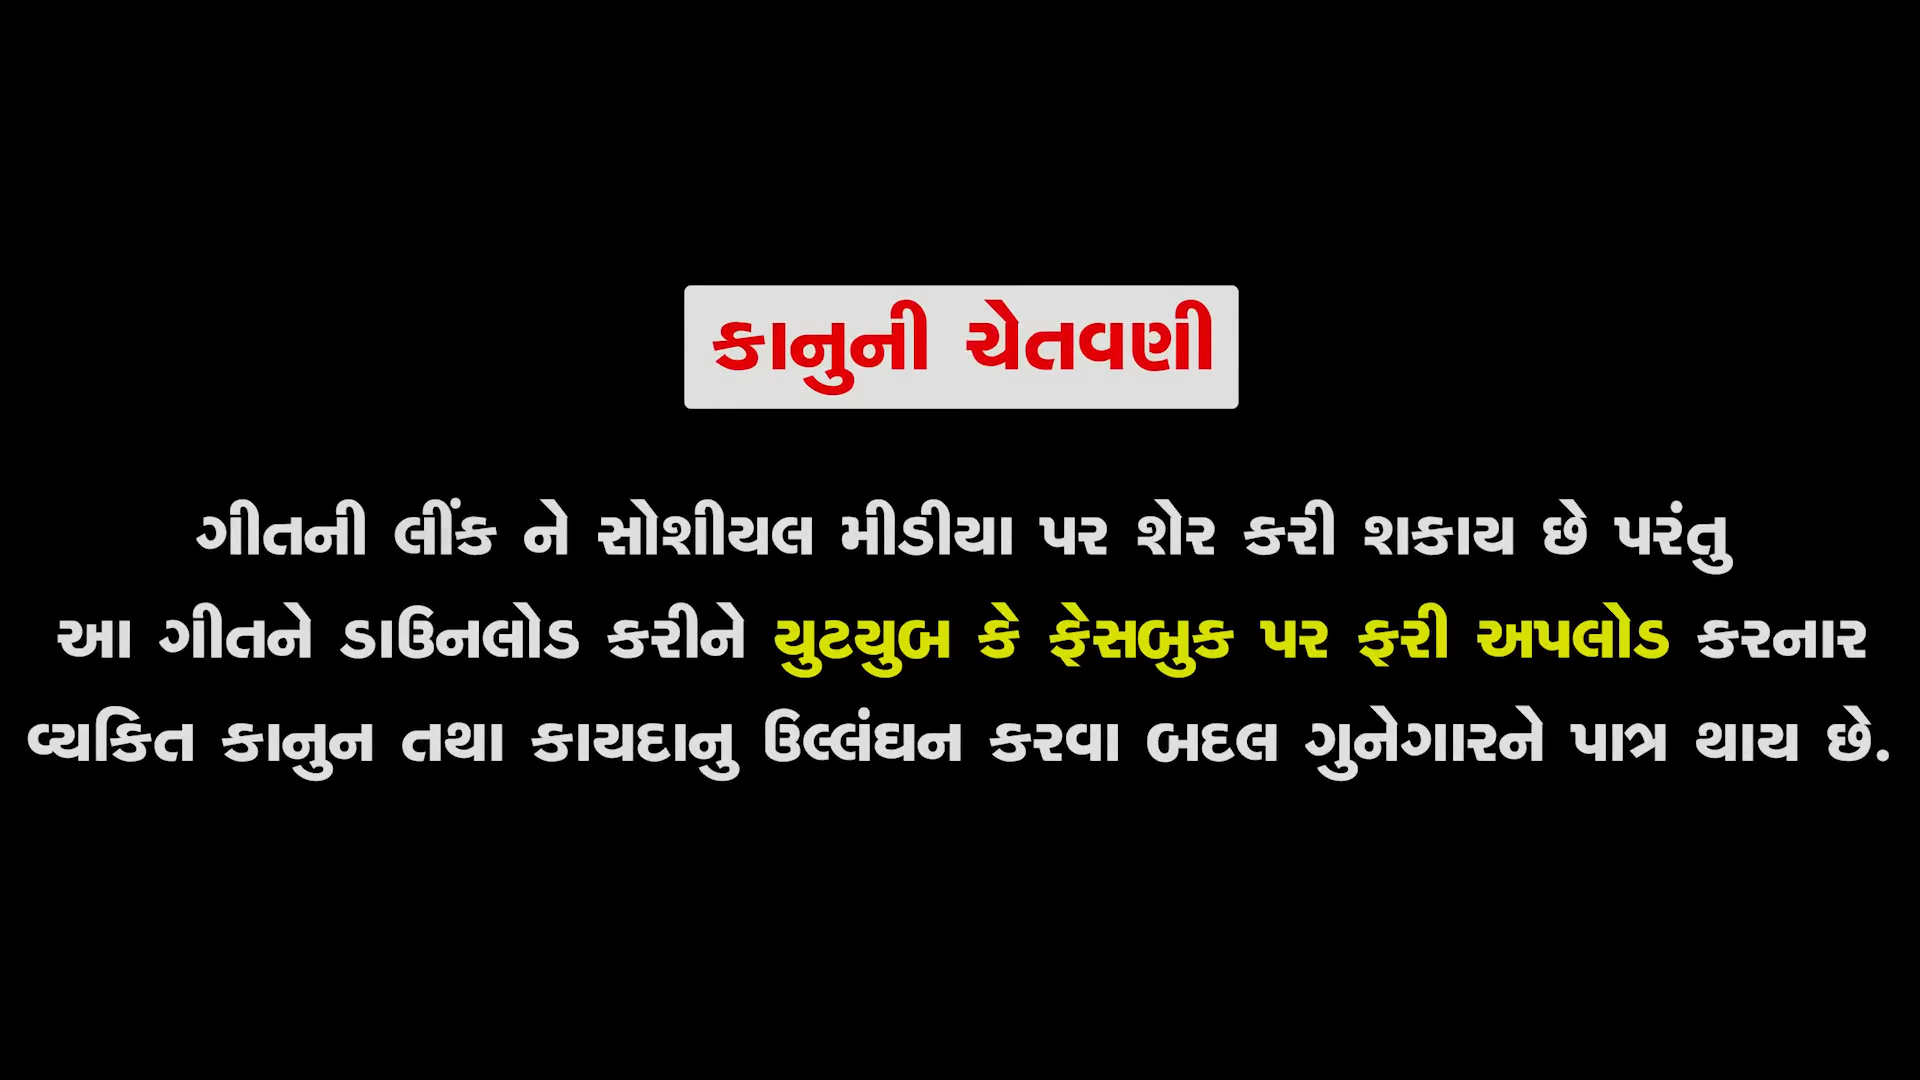 કાનુની ચેતવણી
ગીતની લીંક ને સોશીયલ મીડીયા પર શેર કરી શકાય છે પરંતુ
આ ગીતને ડાઉનલોડ કરીને યુટયુબ કે ફેસબુક પર ફરી અપલોડ કરનાર
વ્યકિત કાનુન તથા કાયદાનુ ઉલ્લંઘન કરવા બદલ ગુનેગારને પાત્ર થાય છે.